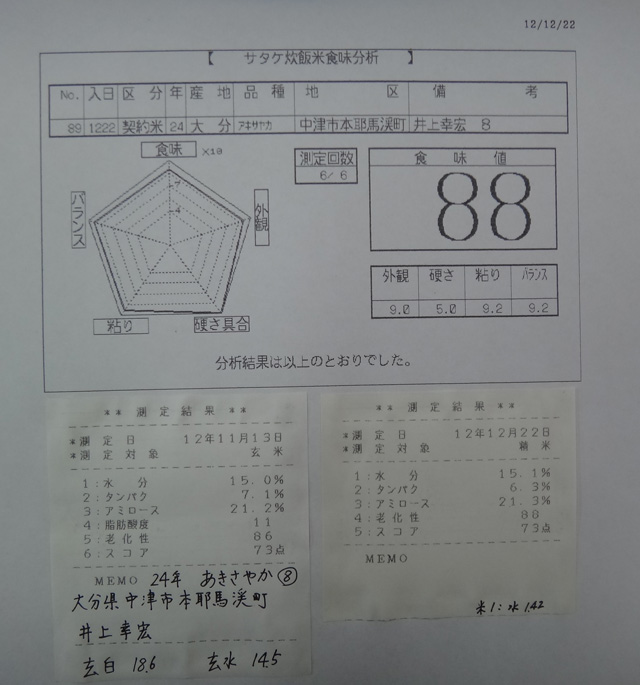 12/12/22
【 サタケ炊飯米食味分析 】
No. 入日 区 分 年 産 地 品 種 地 区 備 考
89 1222 契約米 24 大 分 アキサヤカ 中津市本耶馬渓町 井上幸宏 8
食味 ×10
測定回数
6/ 6
食 味 値
88
7
4
バランス
外観
粘り
硬さ具合
外観 硬さ 粘り バランス
9.0 5.0 9.2 9.2
分析結果は以上のとおりでした。
** 測 定 結 果 **
*測 定 日 12年11月13日
*測 定 対 象 玄 米
1:水 分 15.0%
2:タンパク 7.1%
3:アミロース 21.2%
4:脂肪酸度 11
5:老化性 86
6:スコア 73点
MEMO 24年 あきさやか ⑧
大分県中津市本耶馬渓町
井上幸宏
玄白 18.6 玄水 14.5
** 測 定 結 果 **
*測 定 日 12年12月22日
*測 定 対 象 精 米
1:水 分 15.1%
2:タンパク 6.3%
3:アミロース 21.3%
4:老化性 88
5:スコア 73点
MEMO
米1:水1.42